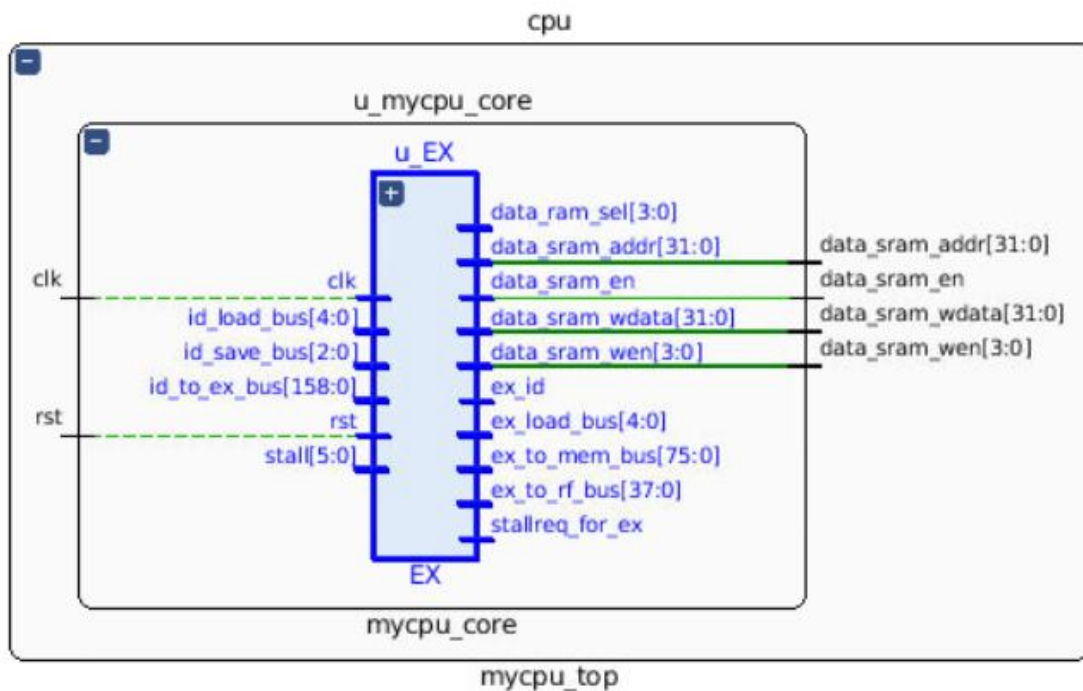 cpu
u_mycpu_core
u_EX
data_ram_sel[3:0]
data_sram_addr[31:0]
data_sram_addr[31:0]
clk
clk
data_sram_en
data_sram_en
id_load_bus[4:0]
data_sram_wdata[31:0]
data_sram_wdata[31:0]
id_save_bus[2:0]
data_sram_wen[3:0]
data_sram_wen[3:0]
id_to_ex_bus[158:0]
ex_id
rst
rst
ex_load_bus[4:0]
stall[5:0]
ex_to_mem_bus[75:0]
ex_to_rf_bus[37:0]
stallreq_for_ex
EX
mycpu_core
mycpu_top